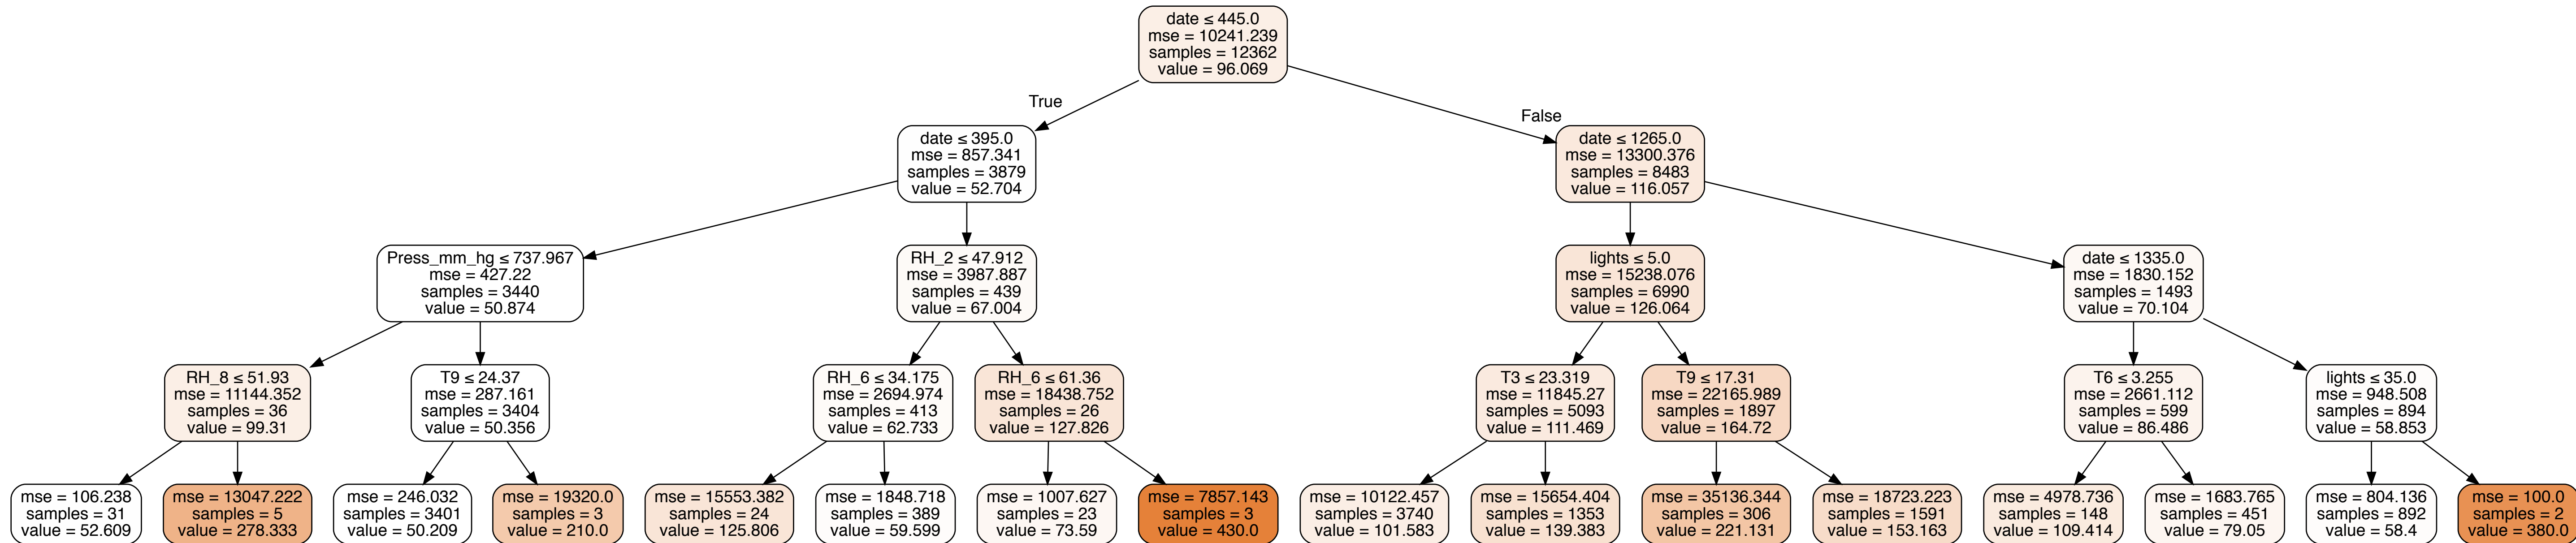 date ≤ 445.0
mse = 10241.239
samples = 12362
value = 96.069
True
False
date ≤ 395.0
mse = 857.341
samples = 3879
value = 52.704
date ≤ 1265.0
mse = 13300.376
samples = 8483
value = 116.057
Press_mm_hg ≤ 737.967
mse = 427.22
samples = 3440
value = 50.874
RH_2 ≤ 47.912
mse = 3987.887
samples = 439
value = 67.004
lights ≤ 5.0
mse = 15238.076
samples = 6990
value = 126.064
date ≤ 1335.0
mse = 1830.152
samples = 1493
value = 70.104
RH_8 ≤ 51.93
mse = 11144.352
samples = 36
value = 99.31
T9 ≤ 24.37
mse = 287.161
samples = 3404
value = 50.356
RH_6 ≤ 34.175
mse = 2694.974
samples = 413
value = 62.733
RH_6 ≤ 61.36
mse = 18438.752
samples = 26
value = 127.826
T3 ≤ 23.319
mse = 11845.27
samples = 5093
value = 111.469
T9 ≤ 17.31
mse = 22165.989
samples = 1897
value = 164.72
T6 ≤ 3.255
mse = 2661.112
samples = 599
value = 86.486
lights ≤ 35.0
mse = 948.508
samples = 894
value = 58.853
mse = 106.238
samples = 31
value = 52.609
mse = 13047.222
samples = 5
value = 278.333
mse = 246.032
samples = 3401
value = 50.209
mse = 19320.0
samples = 3
value = 210.0
mse = 15553.382
samples = 24
value = 125.806
mse = 1848.718
samples = 389
value = 59.599
mse = 1007.627
samples = 23
value = 73.59
mse = 7857.143
samples = 3
value = 430.0
mse = 10122.457
samples = 3740
value = 101.583
mse = 15654.404
samples = 1353
value = 139.383
mse = 35136.344
samples = 306
value = 221.131
mse = 18723.223
samples = 1591
value = 153.163
mse = 4978.736
samples = 148
value = 109.414
mse = 1683.765
samples = 451
value = 79.05
mse = 804.136
samples = 892
value = 58.4
mse = 100.0
samples = 2
value = 380.0